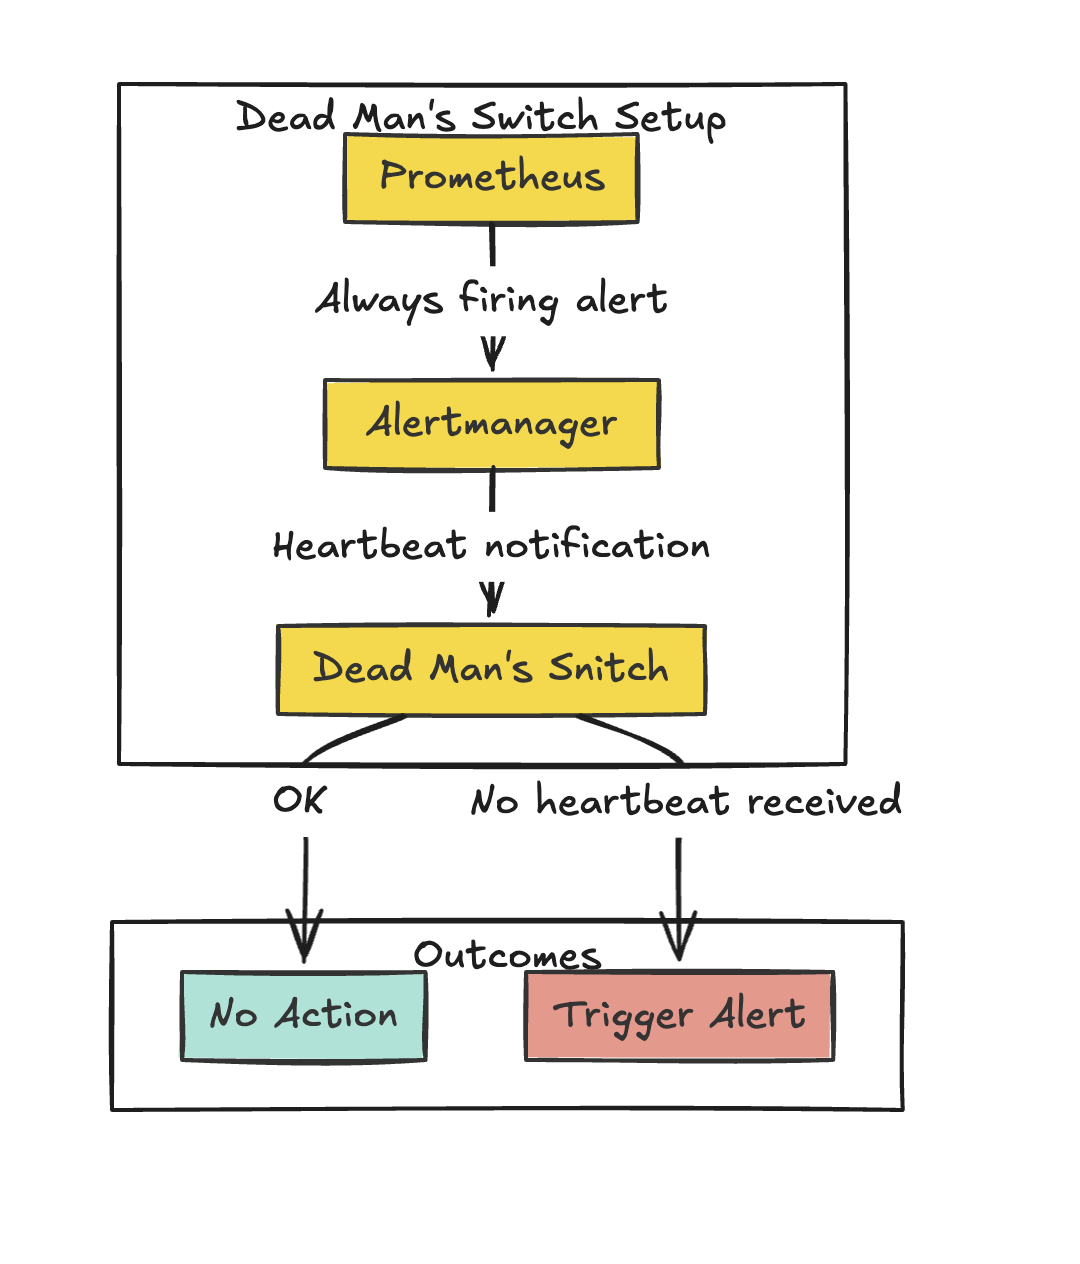 Dead Man's Switch Setup
Prometheus
Always firing alert
Alertmanager
Heartbeat notification
Dead Man's Snitch
OK
No heartbeat received
Outcomes
No Action
Trigger Alert